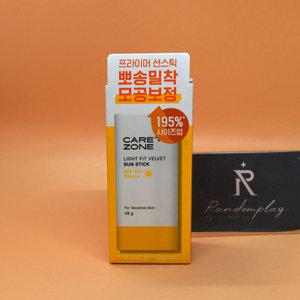 프라이머 선스틱
뽀송밀착
모공보정
195%
사이즈업
CARE+
ZONE
LIGHT FIT VELVET
SUN STICK
SPF 50+
PA++++
For Sensitive Skin
Randomplay